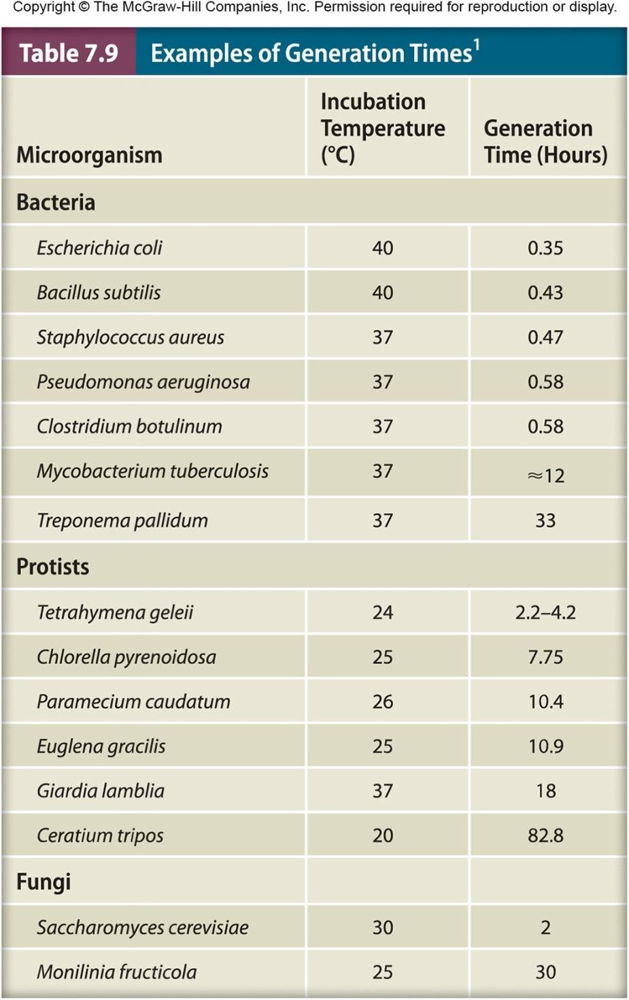 Copyright © The McGraw-Hill Companies, Inc. Permission required for reproduction or display.
Table 7.9 Examples of Generation Times¹
Microorganism Incubation Temperature (°C) Generation Time (Hours)
Bacteria
Escherichia coli 40 0.35
Bacillus subtilis 40 0.43
Staphylococcus aureus 37 0.47
Pseudomonas aeruginosa 37 0.58
Clostridium botulinum 37 0.58
Mycobacterium tuberculosis 37 ≈12
Treponema pallidum 37 33
Protists
Tetrahymena geleii 24 2.2–4.2
Chlorella pyrenoidosa 25 7.75
Paramecium caudatum 26 10.4
Euglena gracilis 25 10.9
Giardia lamblia 37 18
Ceratium tripos 20 82.8
Fungi
Saccharomyces cerevisiae 30 2
Monilinia fructicola 25 30